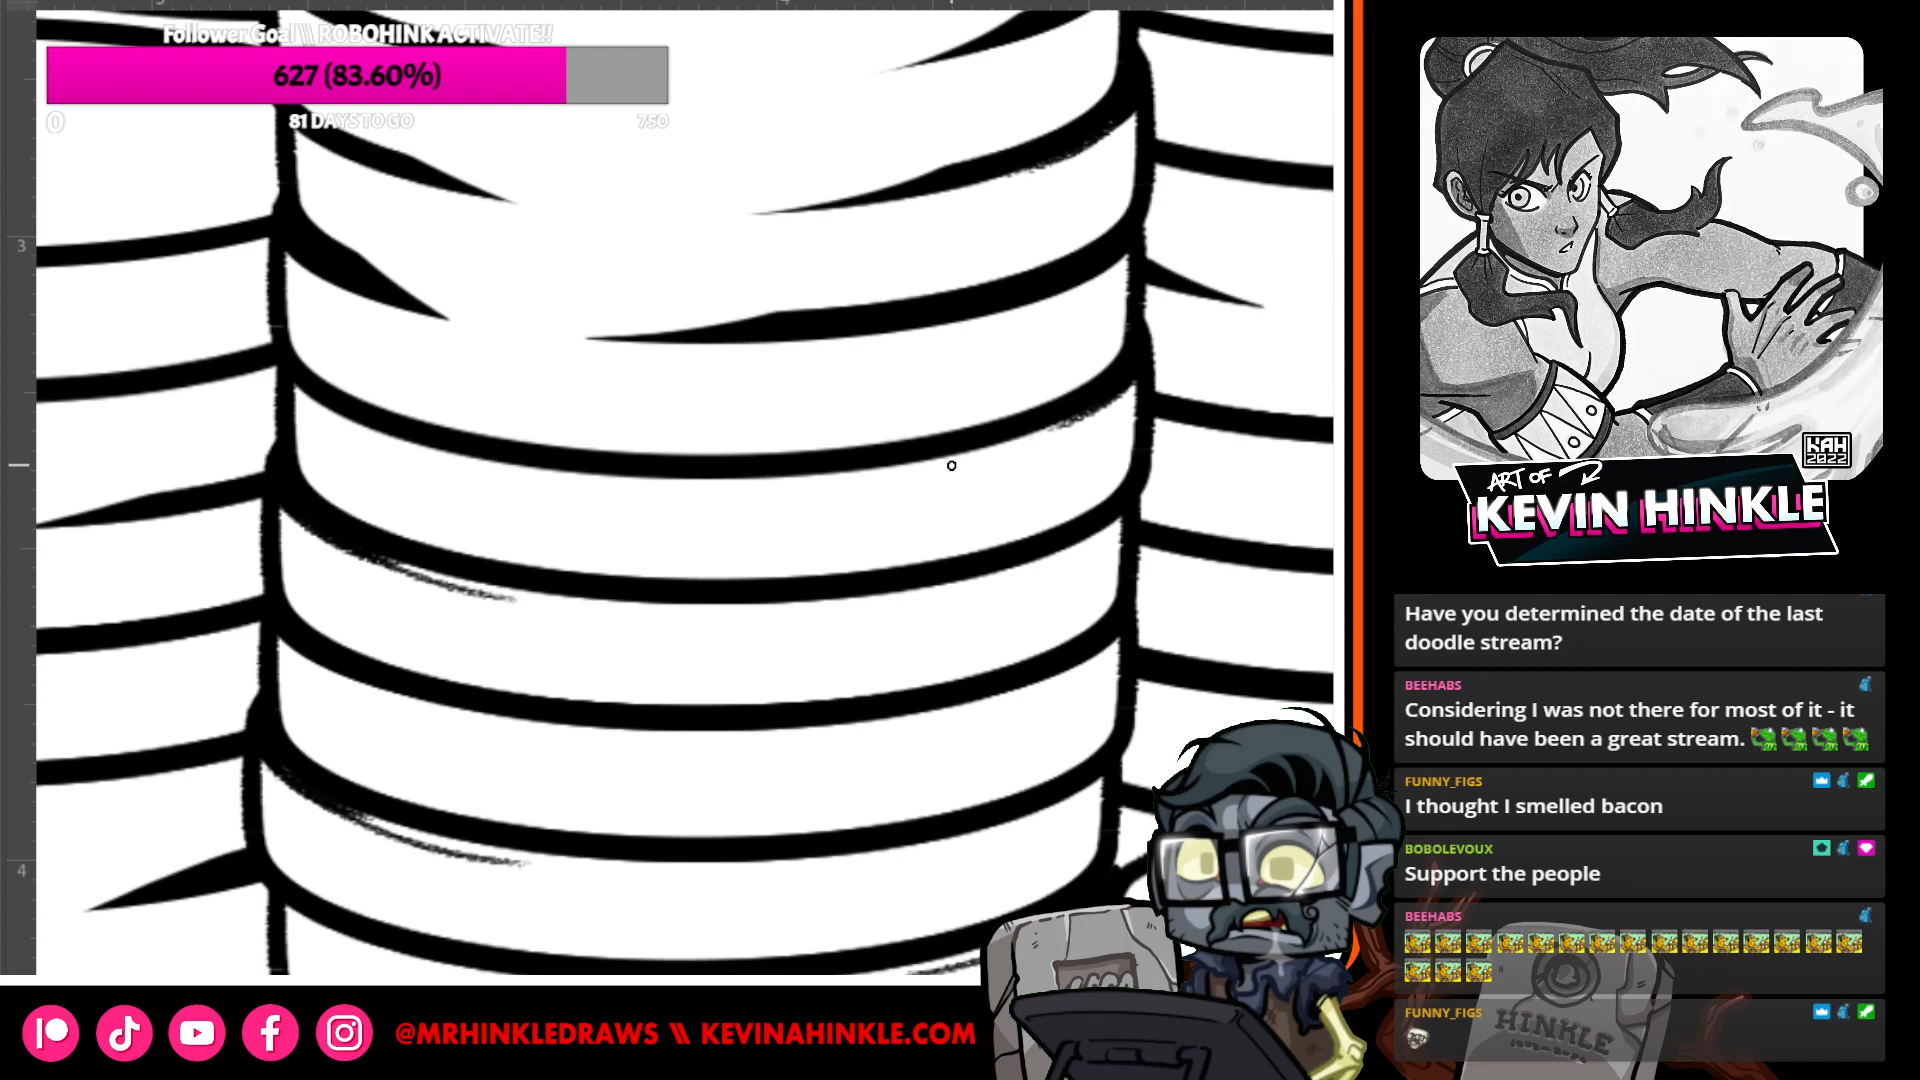 Follower Goal \\ ROBOHINK ACTIVATE!!
627 (83.60%)
0
81 DAYS TO GO
750
3
4
KAH
2022
ART OF
KEVIN HINKLE
Have you determined the date of the last
doodle stream?
BEEHABS
Considering I was not there for most of it - it
should have been a great stream.
FUNNY_FIGS
I thought I smelled bacon
BOBOLEVOUX
Support the people
BEEHABS
FUNNY_FIGS
HINKLE
@MRHINKLEDRAWS \\ KEVINAHINKLE.COM